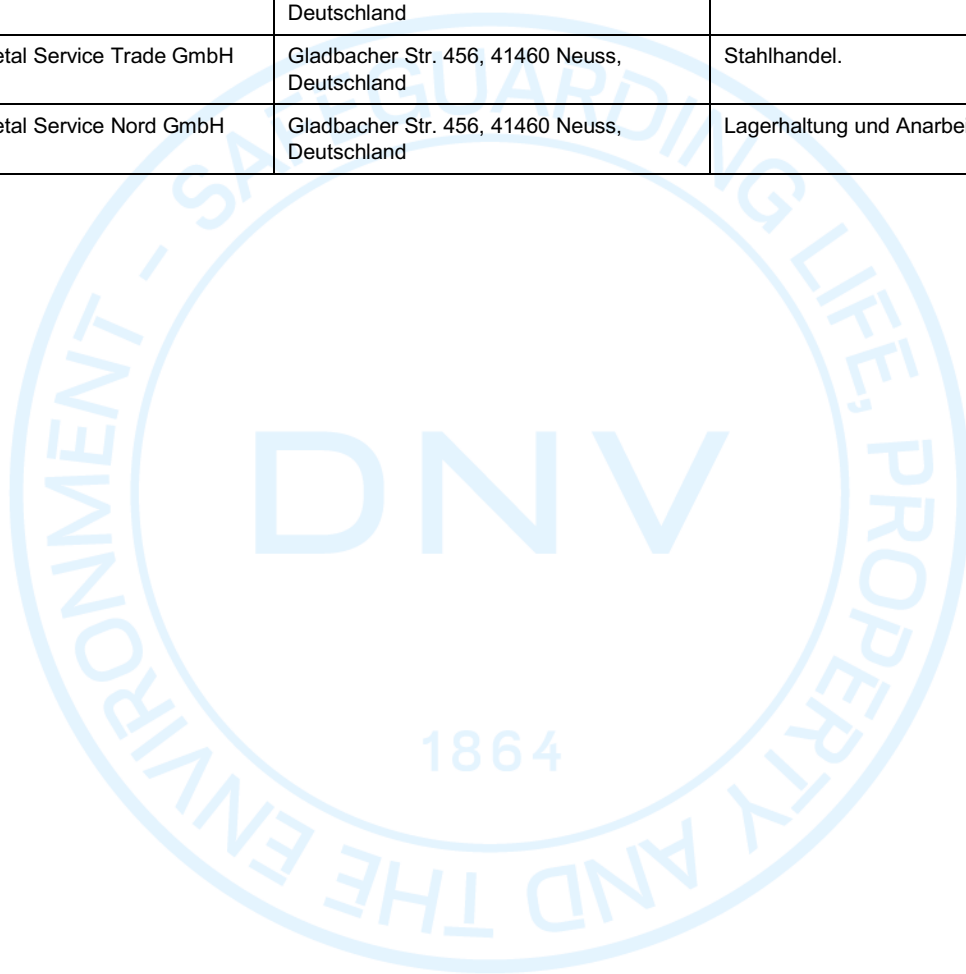 Deutschland
etal Service Trade GmbH Gladbacher Str. 456, 41460 Neuss, Stahlhandel.
Deutschland
etal Service Nord GmbH Gladbacher Str. 456, 41460 Neuss, Lagerhaltung und Anarbei
Deutschland
SAFEGUARDING LIFE, PROPERTY AND THE ENVIRONMENT -
DNV
1864